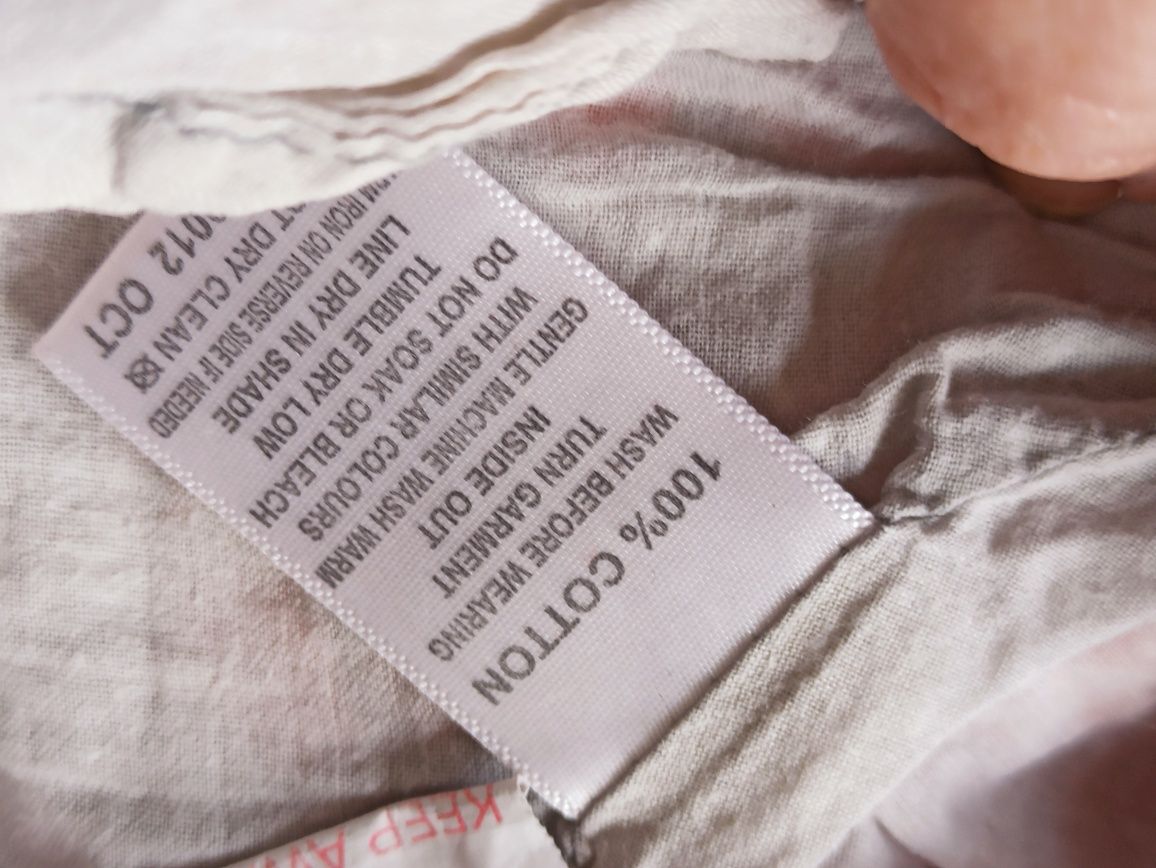 100% COTTON
WASH BEFORE WEARING
TURN GARMENT
INSIDE OUT
GENTLE MACHINE WASH WARM
WITH SIMILAR COLOURS
DO NOT SOAK OR BLEACH
TUMBLE DRY LOW
LINE DRY IN SHADE
IRON ON REVERSE SIDE IF NEEDED
DRY CLEAN
2012 OCT
KEEP